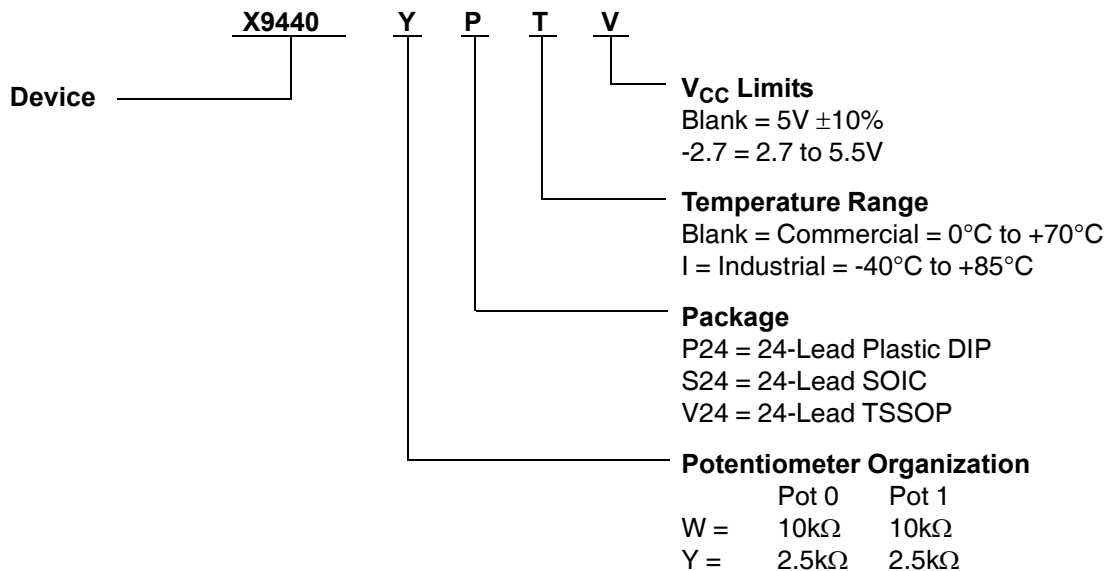 X9440 Y P T V
Device
VCC Limits
Blank = 5V ±10%
-2.7 = 2.7 to 5.5V
Temperature Range
Blank = Commercial = 0°C to +70°C
I = Industrial = -40°C to +85°C
Package
P24 = 24-Lead Plastic DIP
S24 = 24-Lead SOIC
V24 = 24-Lead TSSOP
Potentiometer Organization
Pot 0 Pot 1
W = 10kΩ 10kΩ
Y = 2.5kΩ 2.5kΩ